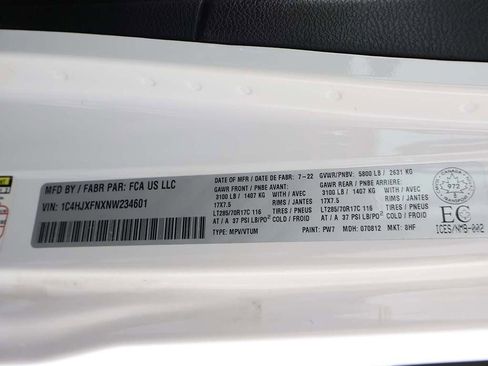 MFD BY / FABR PAR: FCA US LLC
VIN: 1C4HJXFNXNW234601
DATE OF MFR / DATE DE FABR: 7-22 GVWR/PNBV: 5800 LB / 2631 KG
GAWR FRONT / PNBE AVANT GAWR REAR / PNBE ARRIERE:
3100 LB / 1407 KG WITH / AVEC 3100 LB / 1407 KG WITH / AVEC
17X7.5 RIMS / JANTES 17X7.5 RIMS / JANTES
LT285/70R17C 116 TIRES / PNEUS LT285/70R17C 116 TIRES / PNEUS
AT / A 37 PSI LB/PO² COLD / FROID AT / A 37 PSI LB/PO² COLD / FROID
TYPE: MPV/VTUM PAINT: PW7 MDH: 070812 MKT: 8HF
972
EC
ICES/NMB-002